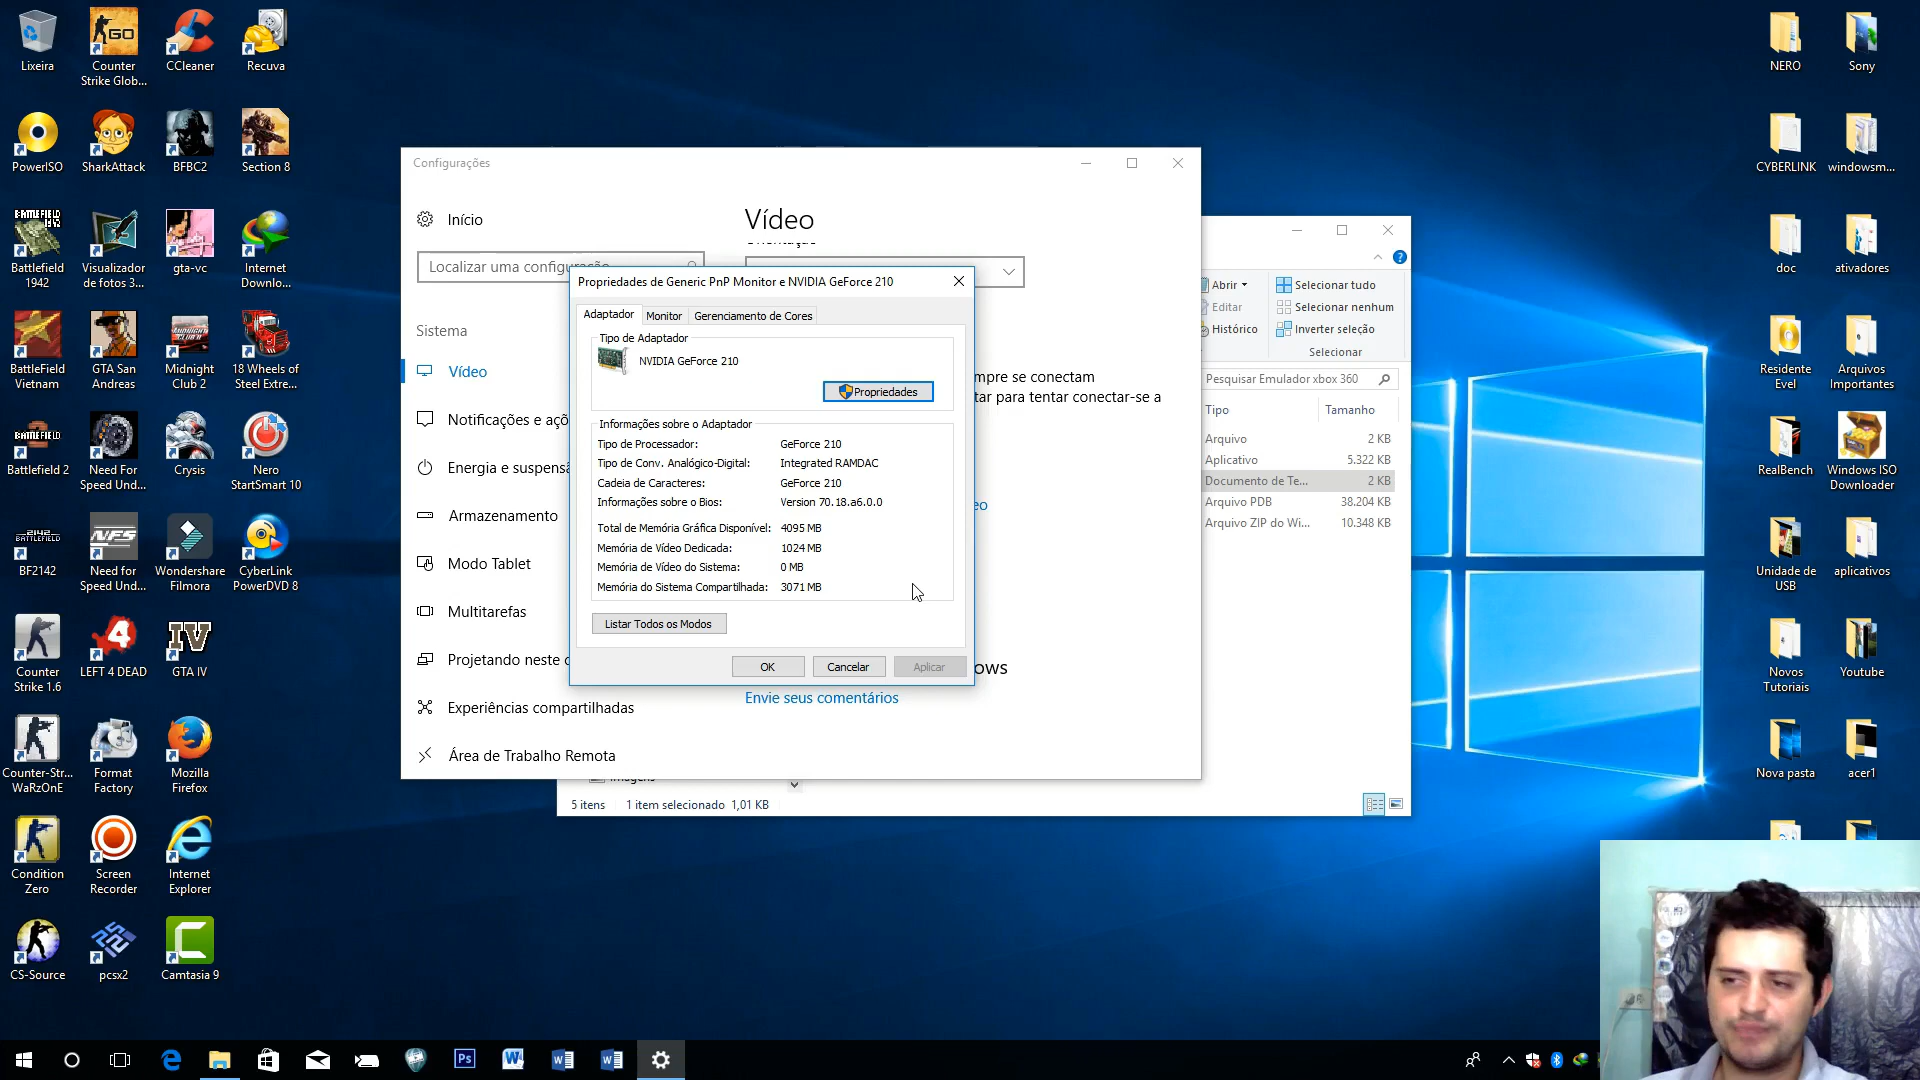 Lixeira
Counter
Strike Glob...
CCleaner
Recuva
PowerISO
SharkAttack
BFBC2
Section 8
Battlefield
1942
Visualizador
de fotos 3...
gta-vc
Internet
Downlo...
BattleField
Vietnam
GTA San
Andreas
Midnight
Club 2
18 Wheels of
Steel Extre...
Battlefield 2
Need For
Speed Und...
Crysis
Nero
StartSmart 10
BF2142
Need for
Speed Und...
Wondershare
Filmora
CyberLink
PowerDVD 8
Counter
Strike 1.6
LEFT 4 DEAD
GTA IV
Counter-Str...
WaRzOnE
Format
Factory
Mozilla
Firefox
Condition
Zero
Screen
Recorder
Internet
Explorer
CS-Source
pcsx2
Camtasia 9
Configurações
Início
Localizar uma configuração
Sistema
Vídeo
Notificações e açõ
Energia e suspensã
Armazenamento
Modo Tablet
Multitarefas
Projetando neste c
Experiências compartilhadas
Área de Trabalho Remota
Vídeo
Orientação
mpre se conectam
tar para tentar conectar-se a
eo
ows
Envie seus comentários
Propriedades de Generic PnP Monitor e NVIDIA GeForce 210
Adaptador
Monitor
Gerenciamento de Cores
Tipo de Adaptador
NVIDIA GeForce 210
Propriedades
Informações sobre o Adaptador
Tipo de Processador: GeForce 210
Tipo de Conv. Analógico-Digital: Integrated RAMDAC
Cadeia de Caracteres: GeForce 210
Informações sobre o Bios: Version 70.18.a6.0.0
Total de Memória Gráfica Disponível: 4095 MB
Memória de Vídeo Dedicada: 1024 MB
Memória de Vídeo do Sistema: 0 MB
Memória do Sistema Compartilhada: 3071 MB
Listar Todos os Modos
OK
Cancelar
Aplicar
Abrir
Editar
Histórico
Selecionar tudo
Selecionar nenhum
Inverter seleção
Selecionar
Pesquisar Emulador xbox 360
Tipo
Tamanho
Arquivo 2 KB
Aplicativo 5.322 KB
Documento de Te... 2 KB
Arquivo PDB 38.204 KB
Arquivo ZIP do Wi... 10.348 KB
Imagens
5 itens
1 item selecionado 1,01 KB
NERO
Sony
CYBERLINK
windowsm...
doc
ativadores
Residente
Evel
Arquivos
Importantes
RealBench
Windows ISO
Downloader
Unidade de
USB
aplicativos
Novos
Tutoriais
Youtube
Nova pasta
acer1